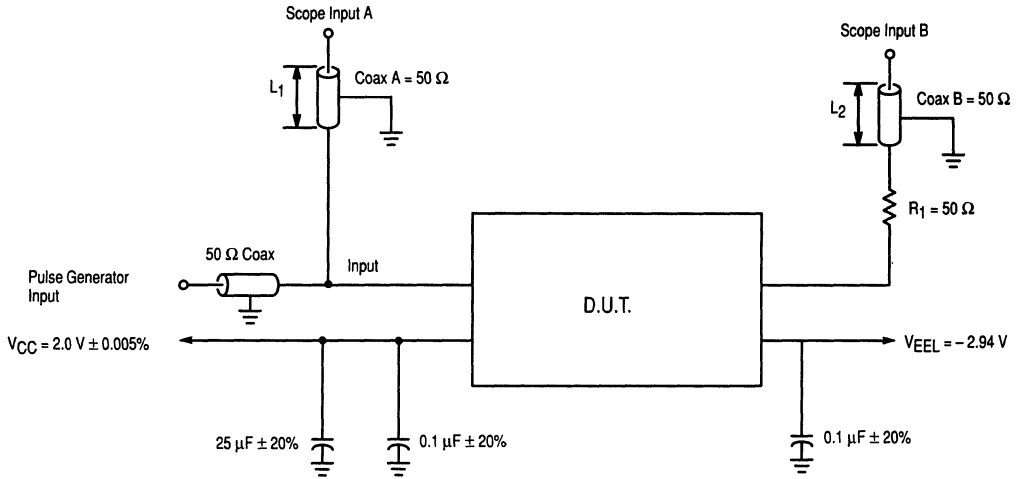 Scope Input A
Scope Input B
L1
Coax A = 50 Ω
L2
Coax B = 50 Ω
R1 = 50 Ω
50 Ω Coax
Input
Pulse Generator
Input
D.U.T.
VCC = 2.0 V ± 0.005%
VEEL = – 2.94 V
25 µF ± 20%
0.1 µF ± 20%
0.1 µF ± 20%